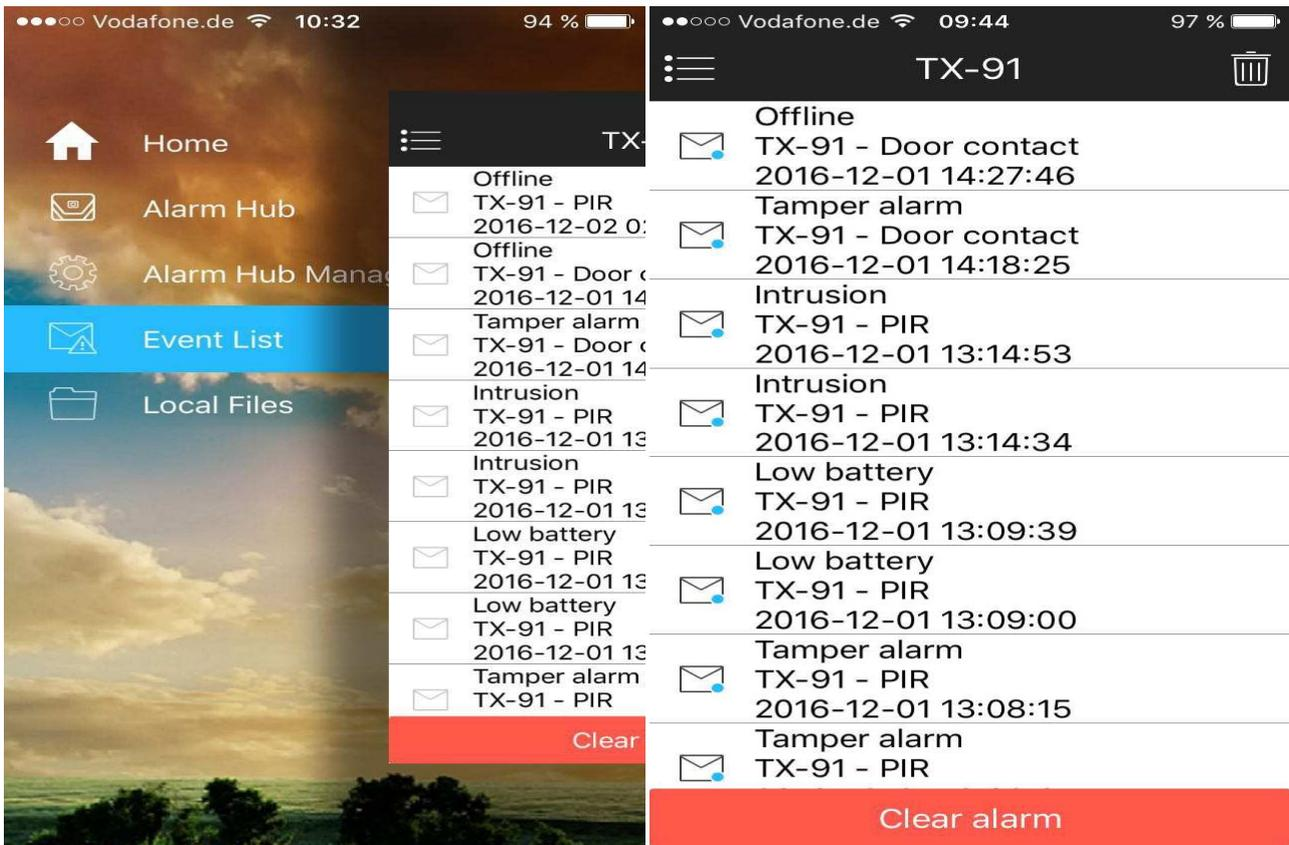 Vodafone.de 10:32 94 %
Home
Alarm Hub
Alarm Hub Manag
Event List
Local Files
TX-
Offline
TX-91 - PIR
2016-12-02 0
Offline
TX-91 - Door
2016-12-01 14
Tamper alarm
TX-91 - Door
2016-12-01 14
Intrusion
TX-91 - PIR
2016-12-01 13
Intrusion
TX-91 - PIR
2016-12-01 13
Low battery
TX-91 - PIR
2016-12-01 13
Low battery
TX-91 - PIR
2016-12-01 13
Tamper alarm
TX-91 - PIR
Clear
Vodafone.de 09:44 97 %
TX-91
Offline
TX-91 - Door contact
2016-12-01 14:27:46
Tamper alarm
TX-91 - Door contact
2016-12-01 14:18:25
Intrusion
TX-91 - PIR
2016-12-01 13:14:53
Intrusion
TX-91 - PIR
2016-12-01 13:14:34
Low battery
TX-91 - PIR
2016-12-01 13:09:39
Low battery
TX-91 - PIR
2016-12-01 13:09:00
Tamper alarm
TX-91 - PIR
2016-12-01 13:08:15
Tamper alarm
TX-91 - PIR
Clear alarm